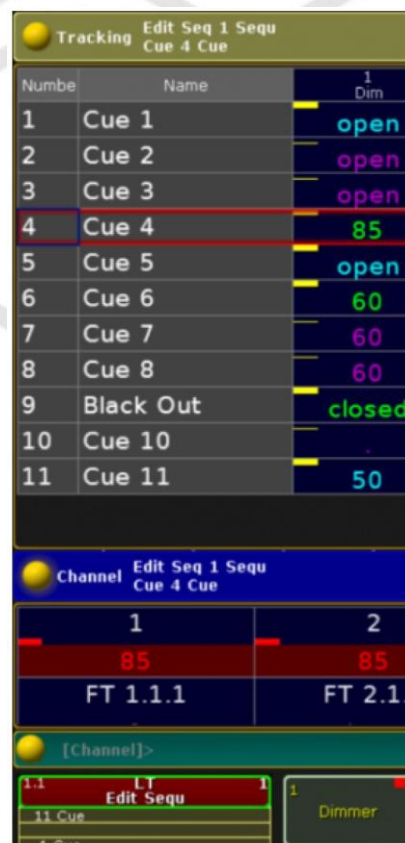 Tracking Edit Seq 1 Sequ
Cue 4 Cue
Numbe Name 1
Dim
1 Cue 1 open
2 Cue 2 open
3 Cue 3 open
4 Cue 4 85
5 Cue 5 open
6 Cue 6 60
7 Cue 7 60
8 Cue 8 60
9 Black Out closed
10 Cue 10 .
11 Cue 11 50
Channel Edit Seq 1 Sequ
Cue 4 Cue
1 2
85 85
FT 1.1.1 FT 2.1.
[Channel]>
1.1 LT 1
Edit Sequ
11 Cue
1
Dimmer